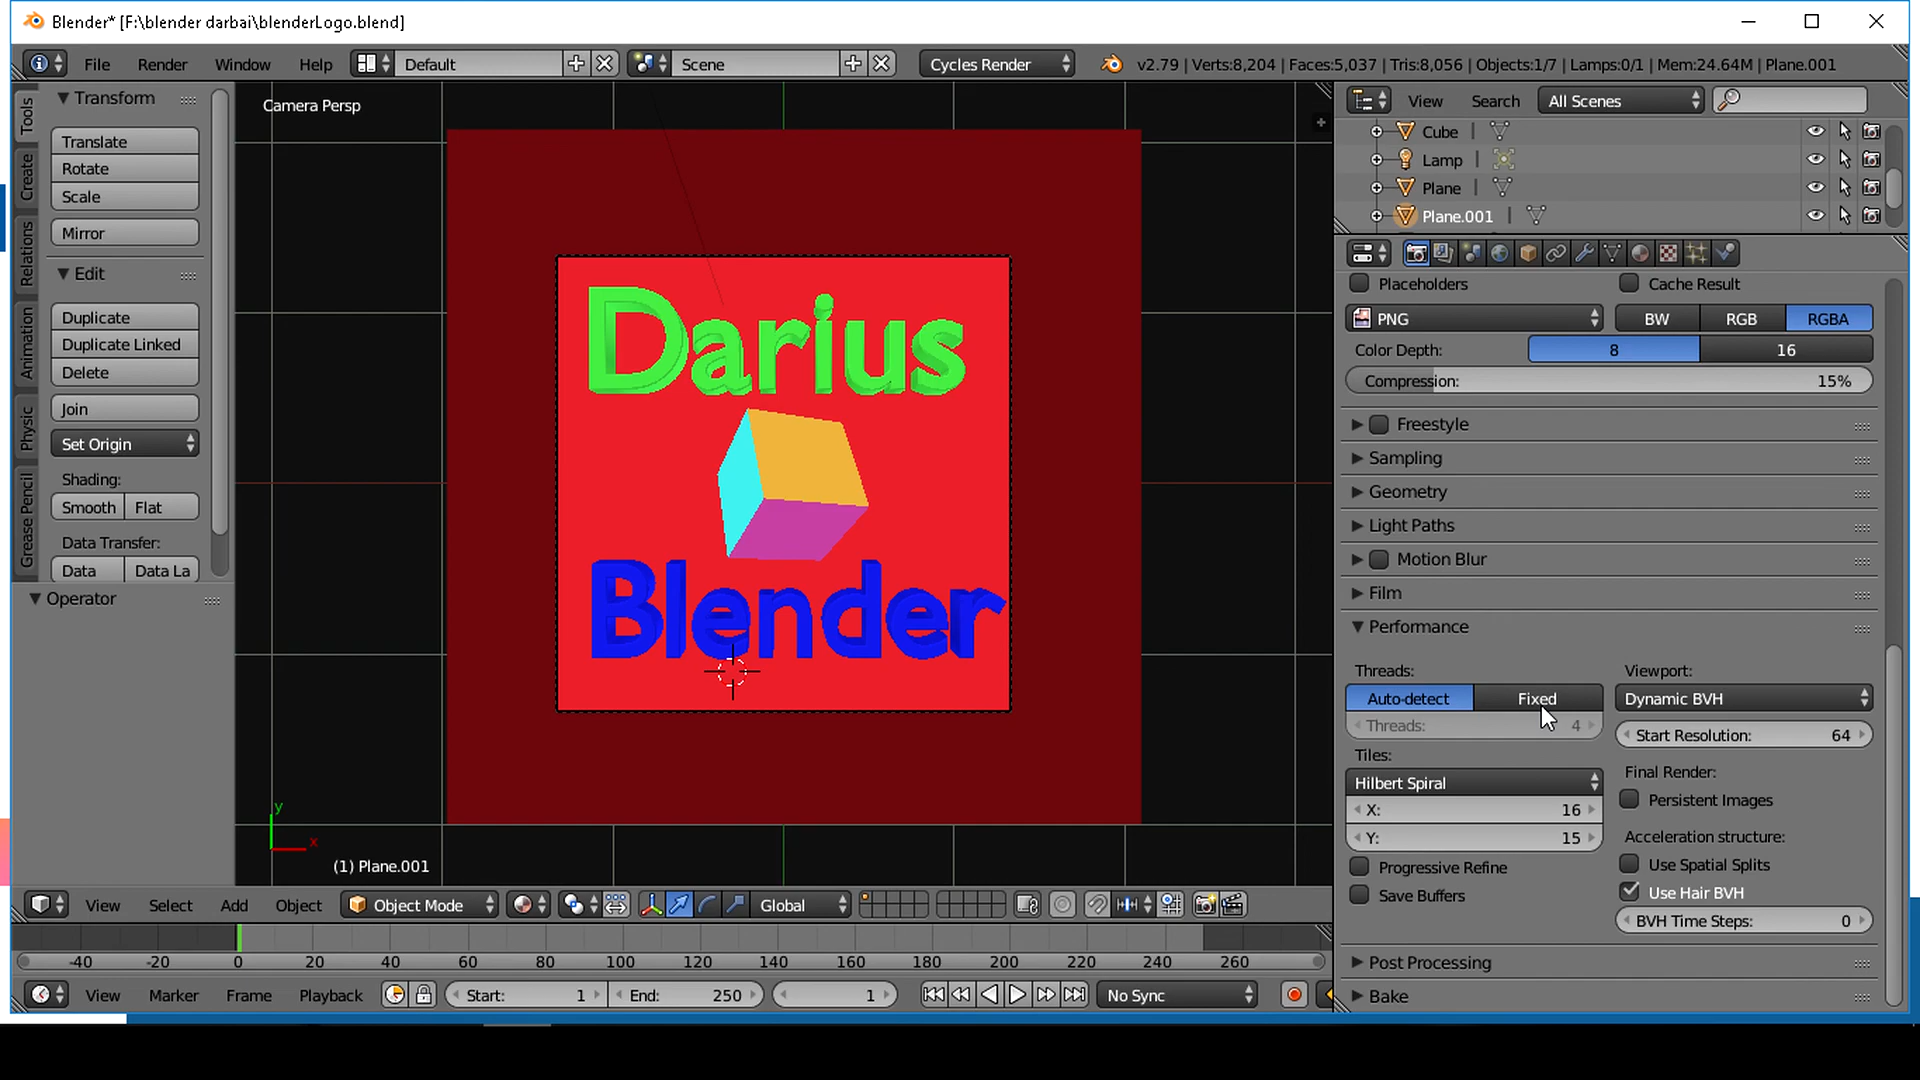 Blender* [F:\blender darbai\blenderLogo.blend]
File Render Window Help Default Scene Cycles Render v2.79 | Verts:8,204 | Faces:5,037 | Tris:8,056 | Objects:1/7 | Lamps:0/1 | Mem:24.64M | Plane.001
Tools
Create
Relations
Animation
Physic
Grease Pencil
Transform
Translate
Rotate
Scale
Mirror
Edit
Duplicate
Duplicate Linked
Delete
Join
Set Origin
Shading:
Smooth Flat
Data Transfer:
Data Data La
Operator
Camera Persp
Darius
Blender
y
x
(1) Plane.001
View Select Add Object Object Mode Global
-40 -20 0 20 40 60 80 100 120 140 160 180 200 220 240 260
View Marker Frame Playback Start: 1 End: 250 1 No Sync
View Search All Scenes
Cube
Lamp
Plane
Plane.001
Placeholders Cache Result
PNG BW RGB RGBA
Color Depth: 8 16
Compression: 15%
Freestyle
Sampling
Geometry
Light Paths
Motion Blur
Film
Performance
Threads:
Auto-detect Fixed
Threads: 4
Tiles:
Hilbert Spiral
X: 16
Y: 15
Progressive Refine
Save Buffers
Viewport:
Dynamic BVH
Start Resolution: 64
Final Render:
Persistent Images
Acceleration structure:
Use Spatial Splits
Use Hair BVH
BVH Time Steps: 0
Post Processing
Bake